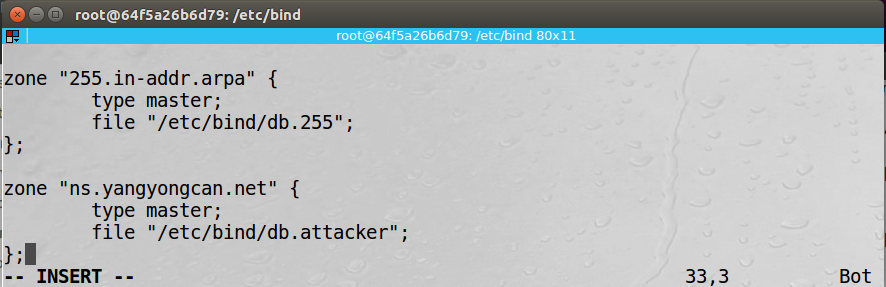 root@64f5a26b6d79: /etc/bind
root@64f5a26b6d79: /etc/bind 80x11
zone "255.in-addr.arpa" {
        type master;
        file "/etc/bind/db.255";
};
zone "ns.yangyongcan.net" {
        type master;
        file "/etc/bind/db.attacker";
};
-- INSERT -- 33,3 Bot